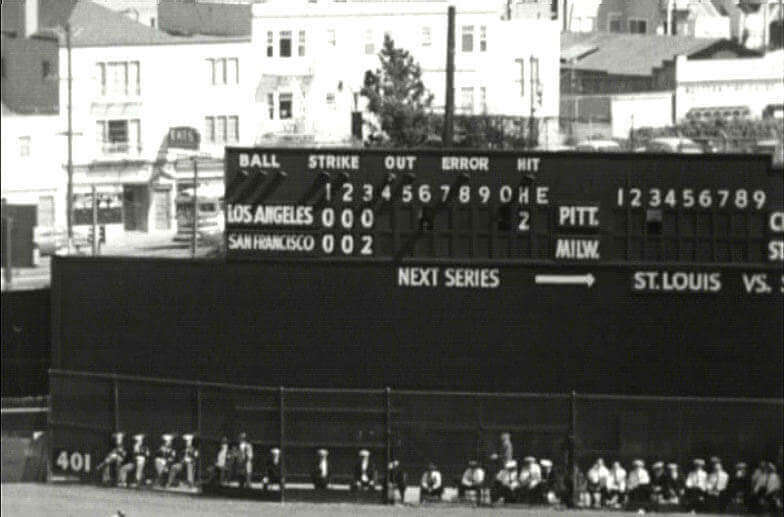 EATS
BALL STRIKE OUT ERROR HIT
1 2 3 4 5 6 7 8 9 0 H E 1 2 3 4 5 6 7 8 9
LOS ANGELES 0 0 0 2 PITT.
SAN FRANCISCO 0 0 2 MILW.
NEXT SERIES → ST. LOUIS VS.
401